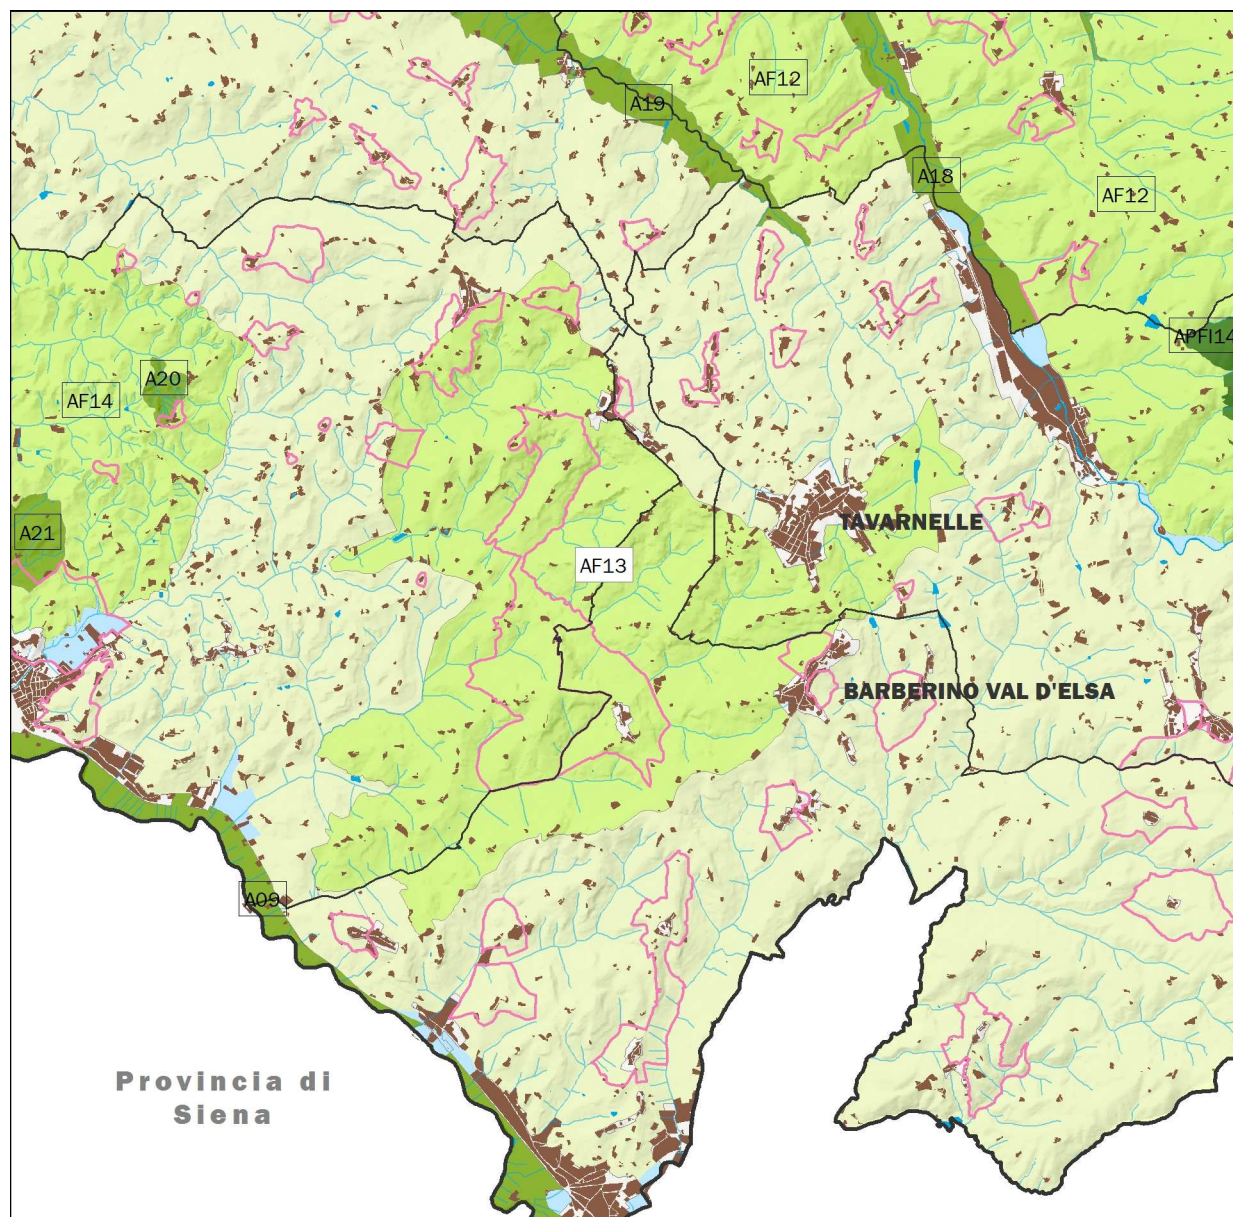 AF12
A19
A18
AF12
APFI14
A20
AF14
A21
TAVARNELLE
AF13
BARBERINO VAL D'ELSA
A09
Provincia di
Siena